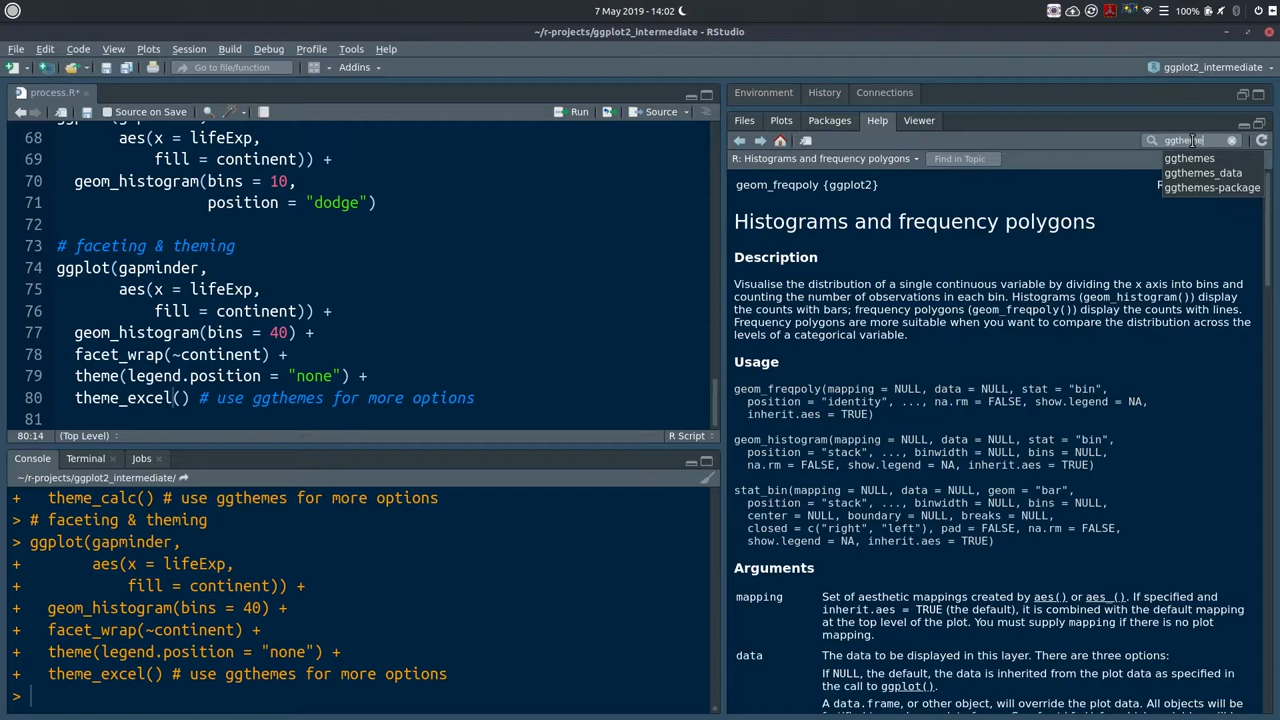 7 May 2019 - 14:02
100%
~/r-projects/ggplot2_intermediate - RStudio
File Edit Code View Plots Session Build Debug Profile Tools Help
Go to file/function Addins ggplot2_intermediate
process.R*
Source on Save Run Source
68 aes(x = lifeExp,
69 fill = continent)) +
70 geom_histogram(bins = 10,
71 position = "dodge")
72
73 # faceting & theming
74 ggplot(gapminder,
75 aes(x = lifeExp,
76 fill = continent)) +
77 geom_histogram(bins = 40) +
78 facet_wrap(~continent) +
79 theme(legend.position = "none") +
80 theme_excel() # use ggthemes for more options
81
80:14 (Top Level) R Script
Console Terminal Jobs
~/r-projects/ggplot2_intermediate/
+ theme_calc() # use ggthemes for more options
> # faceting & theming
> ggplot(gapminder,
+ aes(x = lifeExp,
+ fill = continent)) +
+ geom_histogram(bins = 40) +
+ facet_wrap(~continent) +
+ theme(legend.position = "none") +
+ theme_excel() # use ggthemes for more options
>
Environment History Connections
Files Plots Packages Help Viewer
ggtheme
ggthemes
ggthemes_data
ggthemes-package
R: Histograms and frequency polygons Find in Topic
geom_freqpoly {ggplot2} R
Histograms and frequency polygons
Description
Visualise the distribution of a single continuous variable by dividing the x axis into bins and
counting the number of observations in each bin. Histograms (geom_histogram()) display
the counts with bars; frequency polygons (geom_freqpoly()) display the counts with lines.
Frequency polygons are more suitable when you want to compare the distribution across the
levels of a categorical variable.
Usage
geom_freqpoly(mapping = NULL, data = NULL, stat = "bin",
position = "identity", ..., na.rm = FALSE, show.legend = NA,
inherit.aes = TRUE)
geom_histogram(mapping = NULL, data = NULL, stat = "bin",
position = "stack", ..., binwidth = NULL, bins = NULL,
na.rm = FALSE, show.legend = NA, inherit.aes = TRUE)
stat_bin(mapping = NULL, data = NULL, geom = "bar",
position = "stack", ..., binwidth = NULL, bins = NULL,
center = NULL, boundary = NULL, breaks = NULL,
closed = c("right", "left"), pad = FALSE, na.rm = FALSE,
show.legend = NA, inherit.aes = TRUE)
Arguments
mapping Set of aesthetic mappings created by aes() or aes_(). If specified and
inherit.aes = TRUE (the default), it is combined with the default mapping
at the top level of the plot. You must supply mapping if there is no plot
mapping.
data The data to be displayed in this layer. There are three options:
If NULL, the default, the data is inherited from the plot data as specified in
the call to ggplot().
A data.frame, or other object, will override the plot data. All objects will be